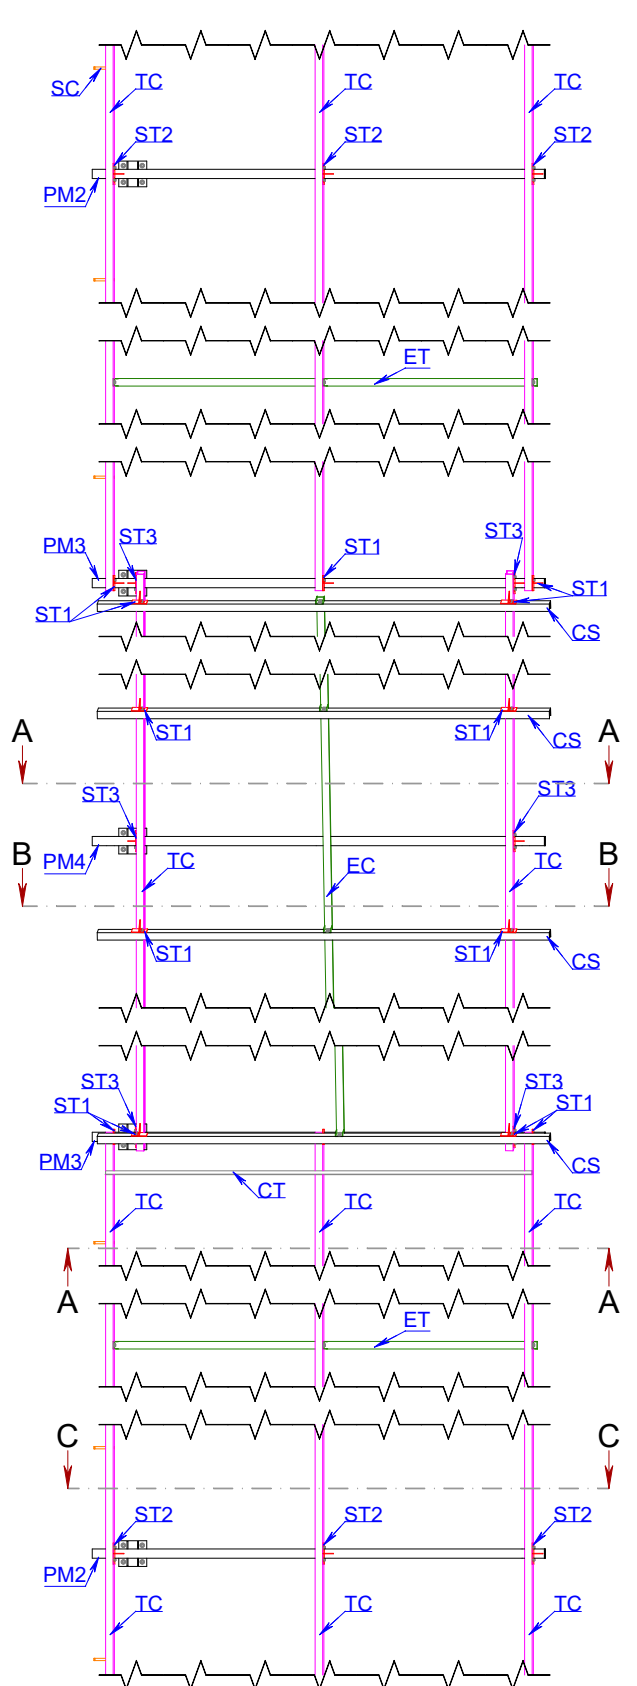 SC TC TC TC
ST2 ST2 ST2
PM2
ET
PM3 ST3 ST1 ST3
ST1 ST1
CS
A ST1 ST1 CS A
ST3 ST3
B PM4 TC EC TC B
ST1 ST1 CS
ST3 ST3
ST1 ST1
PM3 CS
CT
TC TC TC
A A
ET
C C
ST2 ST2 ST2
PM2
TC TC TC